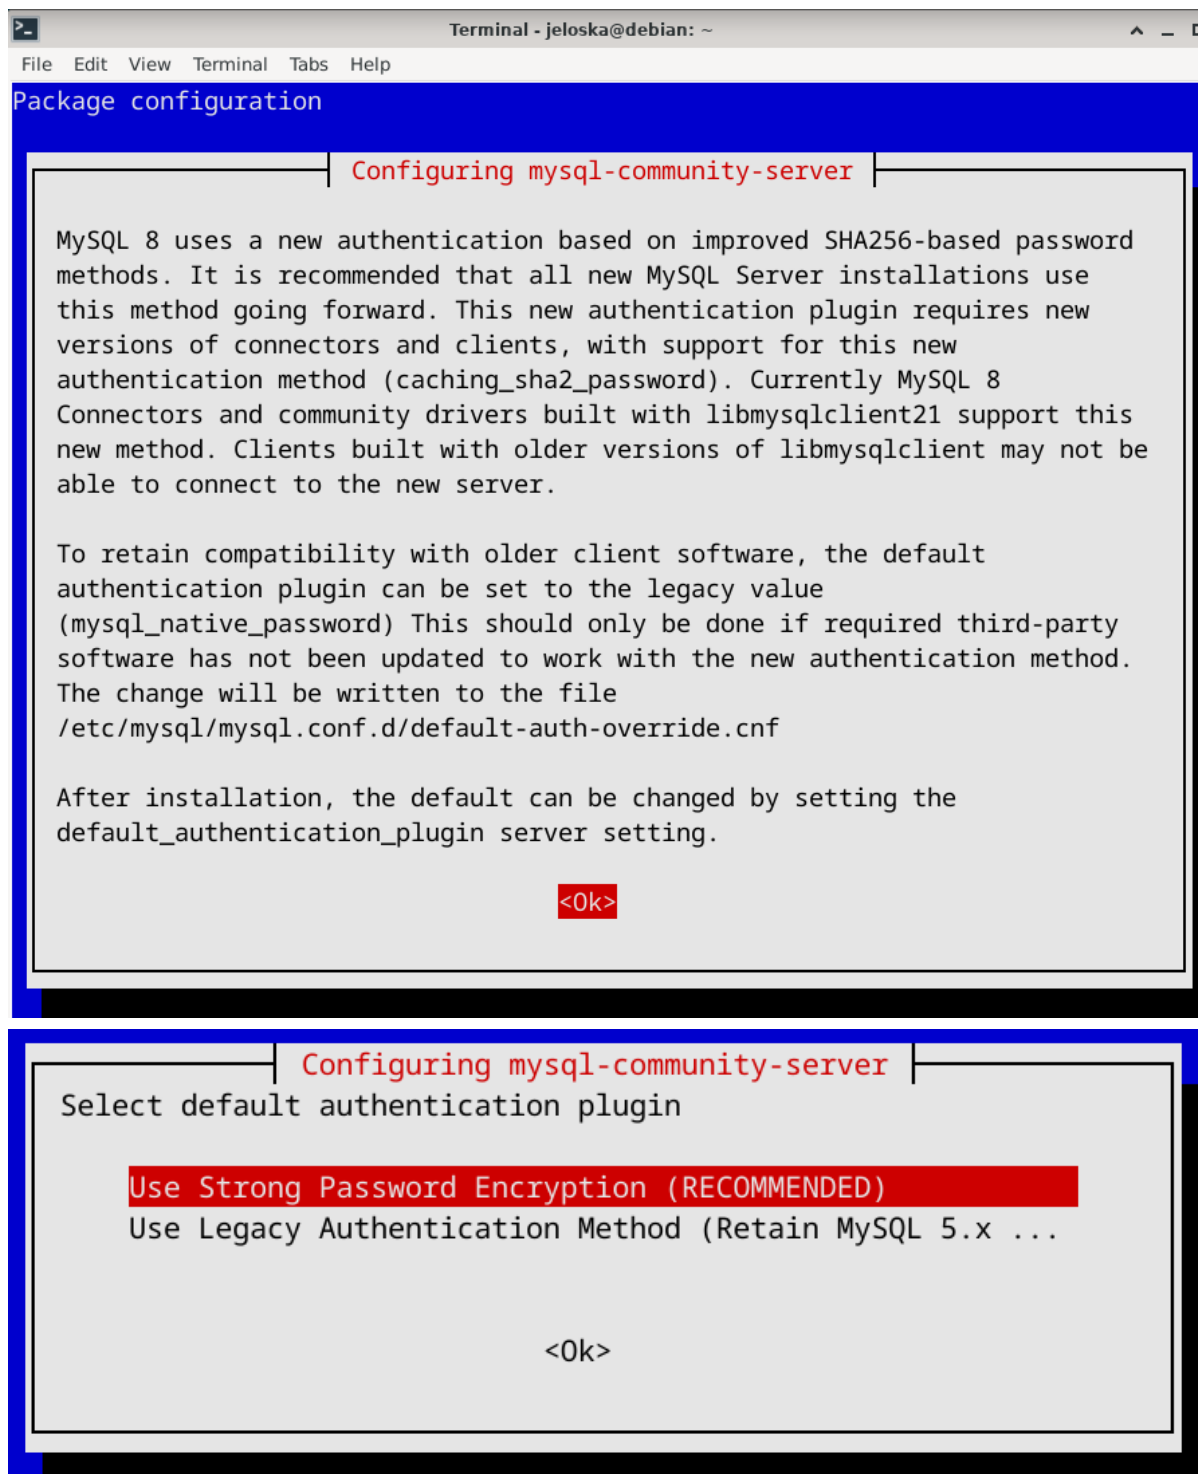 Terminal - jeloska@debian: ~
File Edit View Terminal Tabs Help
Package configuration
Configuring mysql-community-server
MySQL 8 uses a new authentication based on improved SHA256-based password
methods. It is recommended that all new MySQL Server installations use
this method going forward. This new authentication plugin requires new
versions of connectors and clients, with support for this new
authentication method (caching_sha2_password). Currently MySQL 8
Connectors and community drivers built with libmysqlclient21 support this
new method. Clients built with older versions of libmysqlclient may not be
able to connect to the new server.
To retain compatibility with older client software, the default
authentication plugin can be set to the legacy value
(mysql_native_password) This should only be done if required third-party
software has not been updated to work with the new authentication method.
The change will be written to the file
/etc/mysql/mysql.conf.d/default-auth-override.cnf
After installation, the default can be changed by setting the
default_authentication_plugin server setting.
<Ok>
Configuring mysql-community-server
Select default authentication plugin
Use Strong Password Encryption (RECOMMENDED)
Use Legacy Authentication Method (Retain MySQL 5.x ...
<Ok>